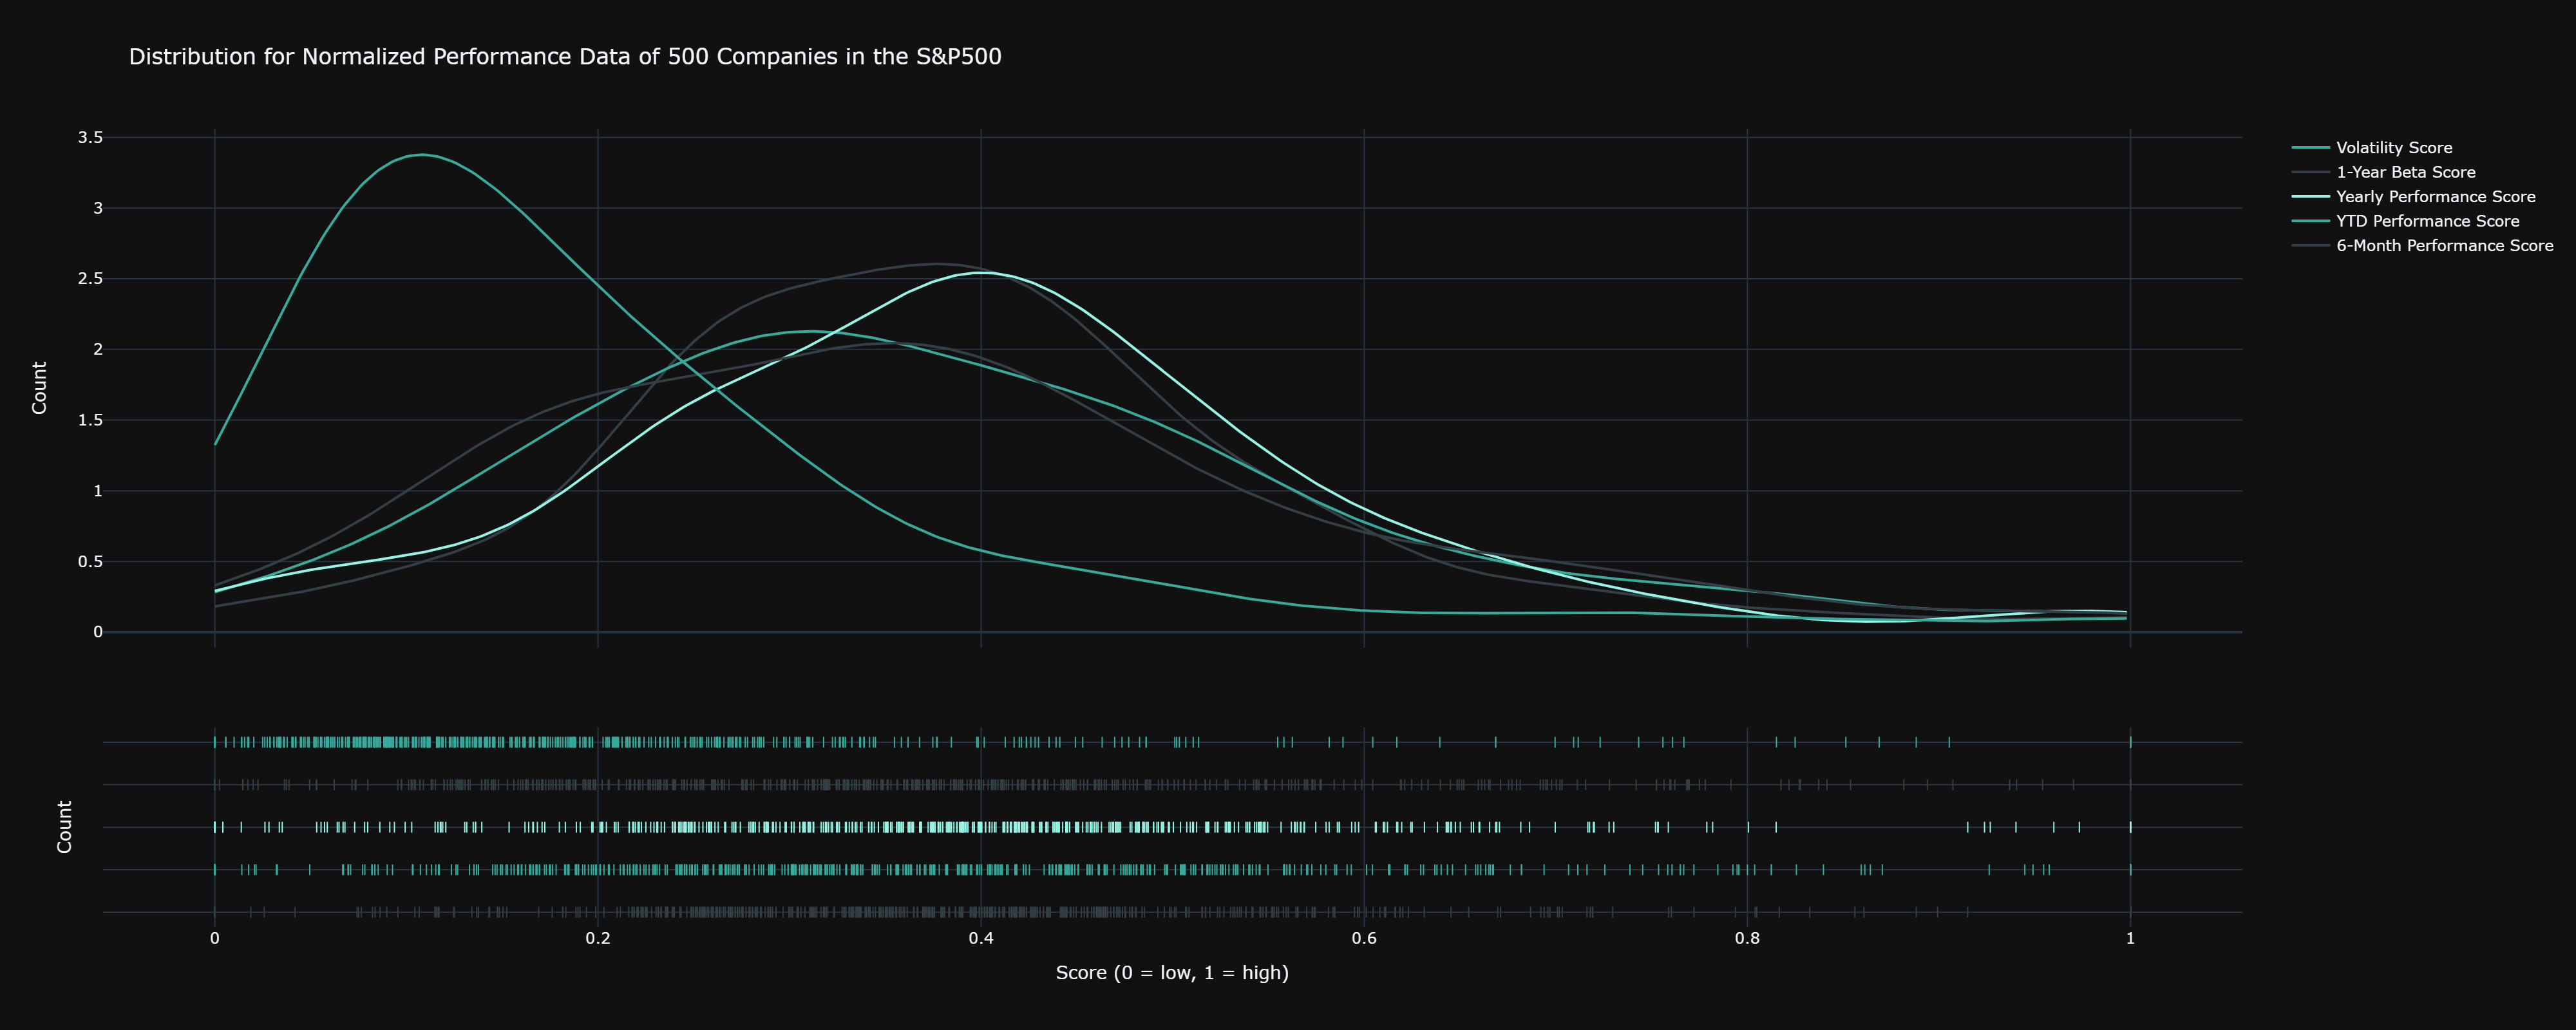 Distribution for Normalized Performance Data of 500 Companies in the S&P500
3.5
3
2.5
2
1.5
1
0.5
0
Count
Volatility Score
1-Year Beta Score
Yearly Performance Score
YTD Performance Score
6-Month Performance Score
Count
0
0.2
0.4
0.6
0.8
1
Score (0 = low, 1 = high)